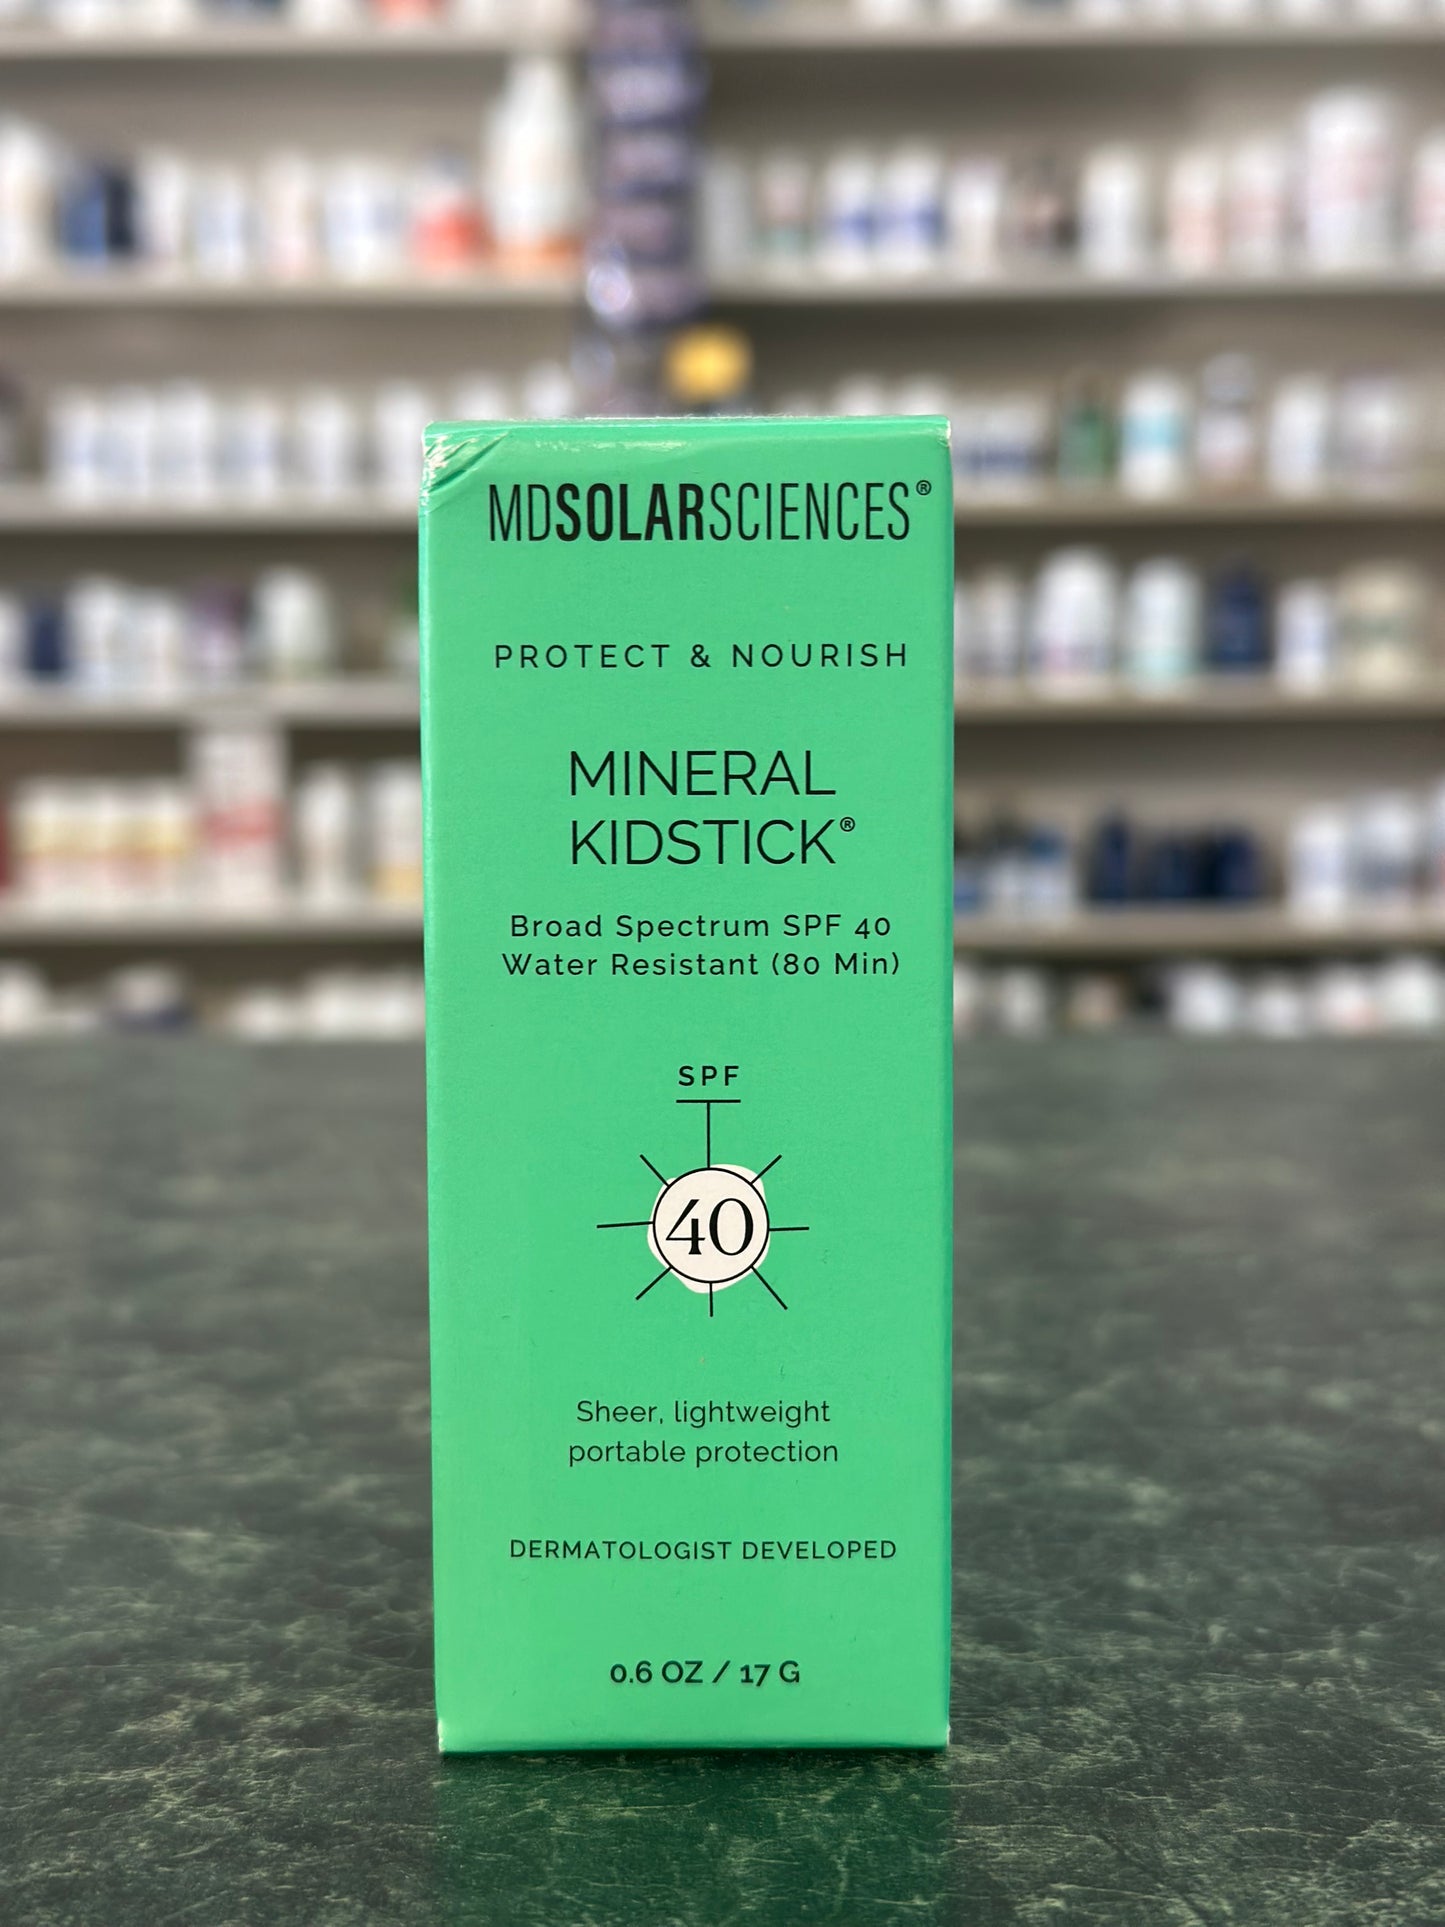 MDSOLARSCIENCES®
PROTECT & NOURISH
MINERAL
KIDSTICK®
Broad Spectrum SPF 40
Water Resistant (80 Min)
SPF
40
Sheer, lightweight
portable protection
DERMATOLOGIST DEVELOPED
0.6 OZ / 17 G